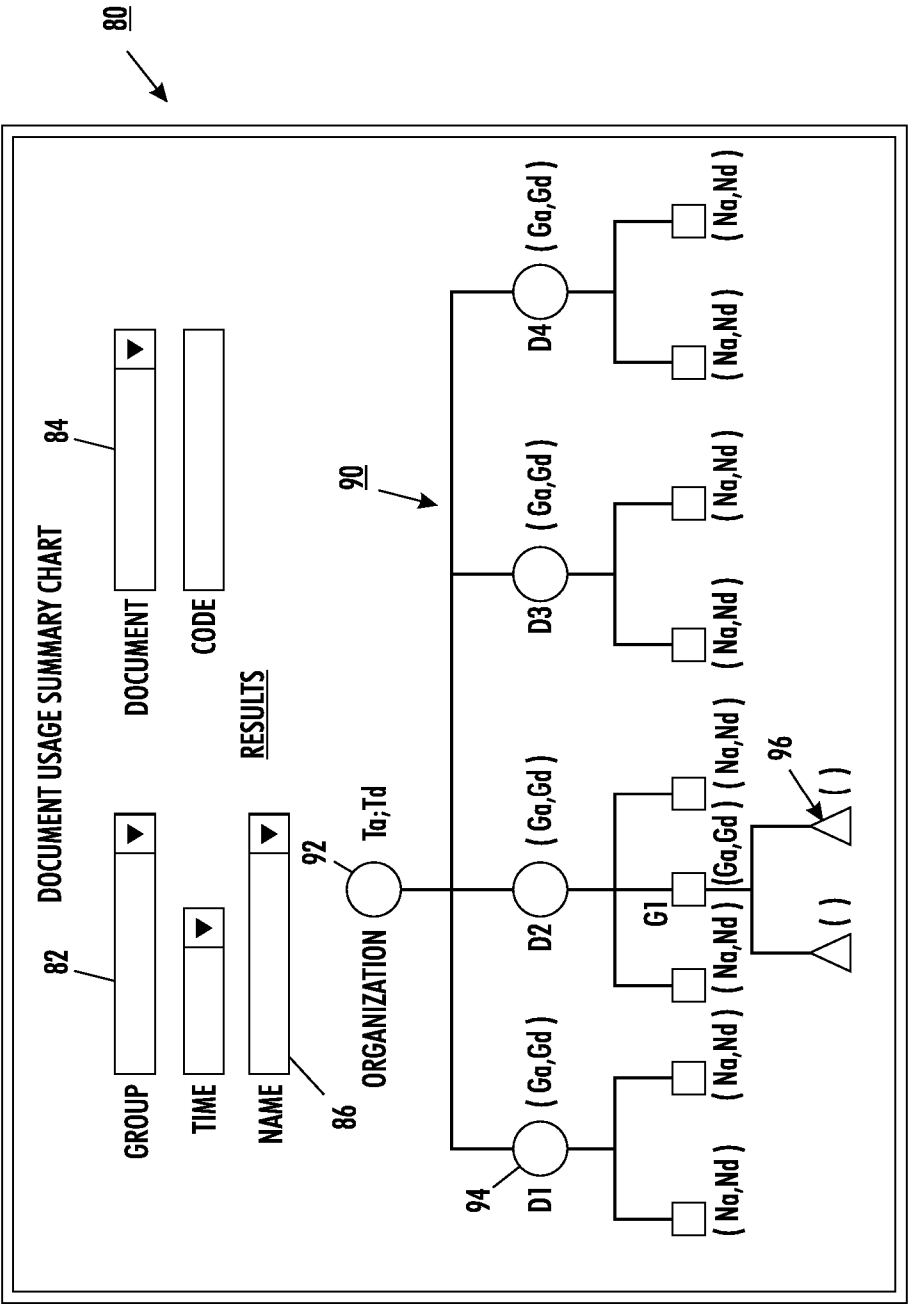 80
DOCUMENT USAGE SUMMARY CHART
82
84
GROUP
DOCUMENT
TIME
CODE
NAME
RESULTS
86
92
ORGANIZATION
Ta;Td
90
94
D1
(Ga,Gd)
D2
(Ga,Gd)
D3
(Ga,Gd)
D4
(Ga,Gd)
G1
(Na,Nd)
(Na,Nd)
(Na,Nd)
(Ga,Gd)
(Na,Nd)
(Na,Nd)
(Na,Nd)
(Na,Nd)
(Na,Nd)
96
( )
( )